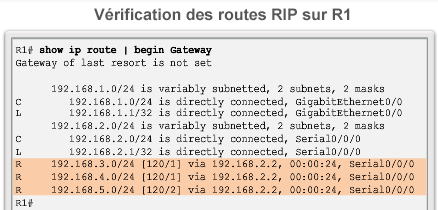 Vérification des routes RIP sur R1
R1# show ip route | begin Gateway
Gateway of last resort is not set
192.168.1.0/24 is variably subnetted, 2 subnets, 2 masks
C 192.168.1.0/24 is directly connected, GigabitEthernet0/0
L 192.168.1.1/32 is directly connected, GigabitEthernet0/0
192.168.2.0/24 is variably subnetted, 2 subnets, 2 masks
C 192.168.2.0/24 is directly connected, Serial0/0/0
L 192.168.2.1/32 is directly connected, Serial0/0/0
R 192.168.3.0/24 [120/1] via 192.168.2.2, 00:00:24, Serial0/0/0
R 192.168.4.0/24 [120/1] via 192.168.2.2, 00:00:24, Serial0/0/0
R 192.168.5.0/24 [120/2] via 192.168.2.2, 00:00:24, Serial0/0/0
R1#